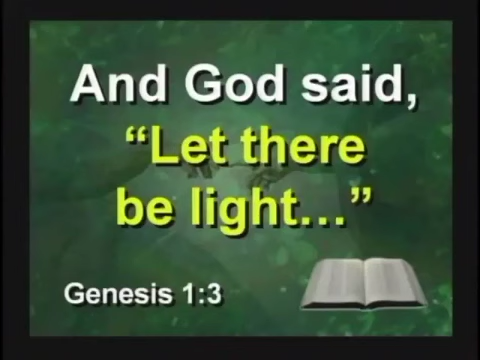 And God said,
“Let there
be light...”
Genesis 1:3